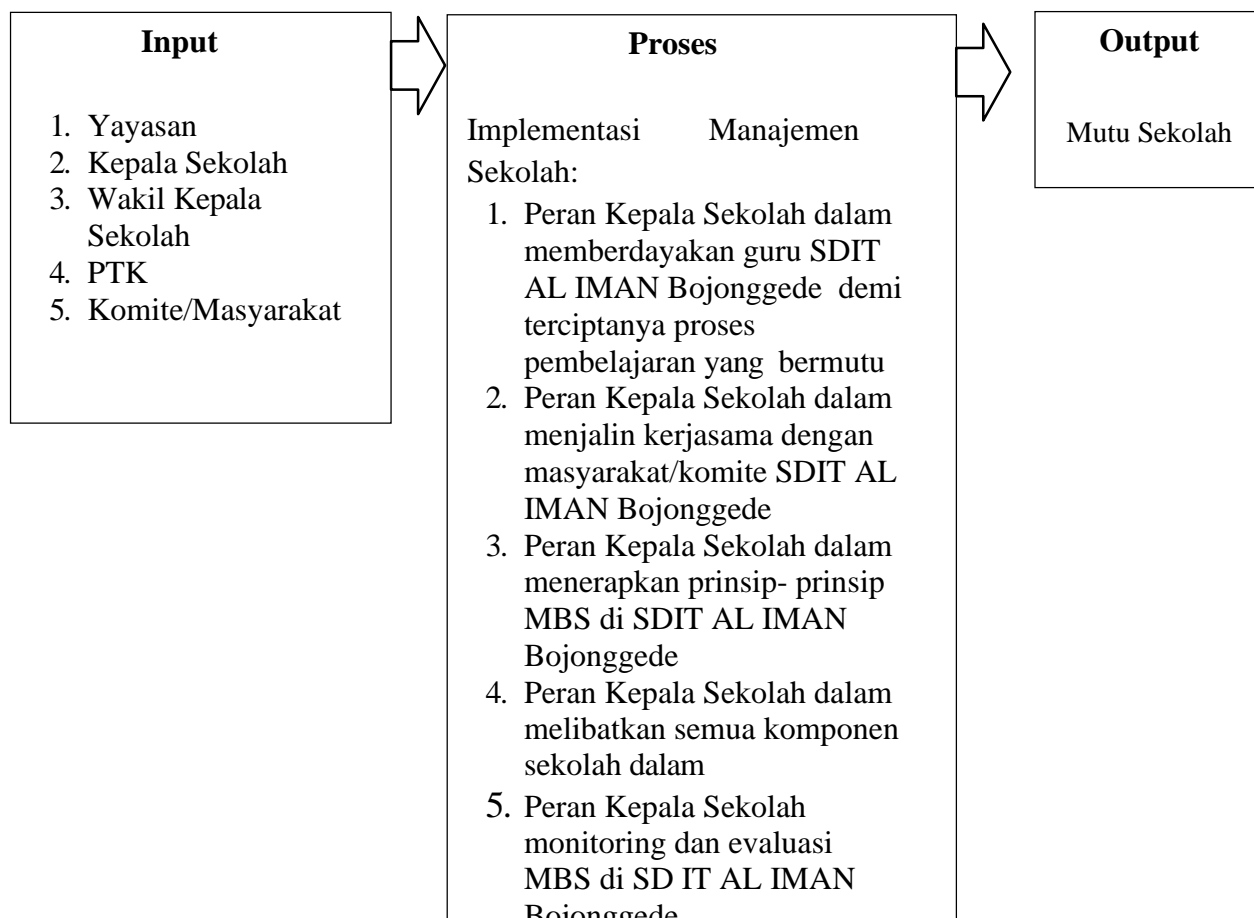 Input
1. Yayasan
2. Kepala Sekolah
3. Wakil Kepala
Sekolah
4. PTK
5. Komite/Masyarakat
Proses
Implementasi Manajemen
Sekolah:
1. Peran Kepala Sekolah dalam
memberdayakan guru SDIT
AL IMAN Bojonggede demi
terciptanya proses
pembelajaran yang bermutu
2. Peran Kepala Sekolah dalam
menjalin kerjasama dengan
masyarakat/komite SDIT AL
IMAN Bojonggede
3. Peran Kepala Sekolah dalam
menerapkan prinsip- prinsip
MBS di SDIT AL IMAN
Bojonggede
4. Peran Kepala Sekolah dalam
melibatkan semua komponen
sekolah dalam
5. Peran Kepala Sekolah
monitoring dan evaluasi
MBS di SD IT AL IMAN
Bojonggede
Output
Mutu Sekolah